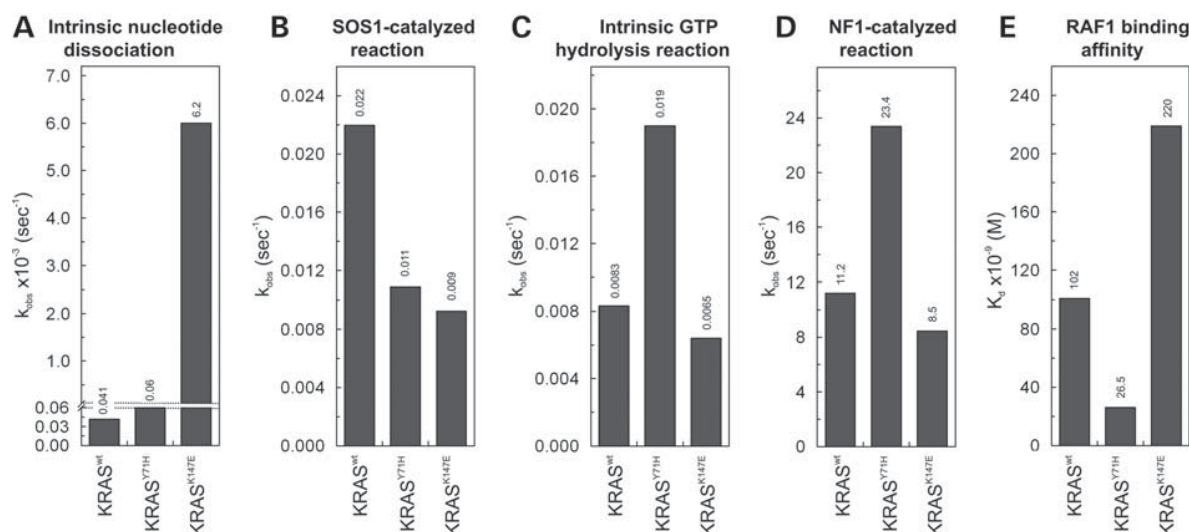 A Intrinsic nucleotide
dissociation
7.0
6.0
5.0
4.0
3.0
2.0
1.0
0.06
0.03
0.00
kobs x10-3 (sec-1)
0.041
0.06
6.2
KRASwt
KRASY71H
KRASK147E
B SOS1-catalyzed
reaction
0.024
0.020
0.016
0.012
0.008
0.004
0.000
kobs (sec-1)
0.022
0.011
0.009
KRASwt
KRASY71H
KRASK147E
C Intrinsic GTP
hydrolysis reaction
0.020
0.016
0.012
0.008
0.004
0.000
kobs (sec-1)
0.0083
0.019
0.0065
KRASwt
KRASY71H
KRASK147E
D NF1-catalyzed
reaction
24
20
16
12
8
4
0
kobs (sec-1)
11.2
23.4
8.5
KRASwt
KRASY71H
KRASK147E
E RAF1 binding
affinity
240
220
180
140
100
80
40
0
Kd x10-9 (M)
102
26.5
220
KRASwt
KRASY71H
KRASK147E